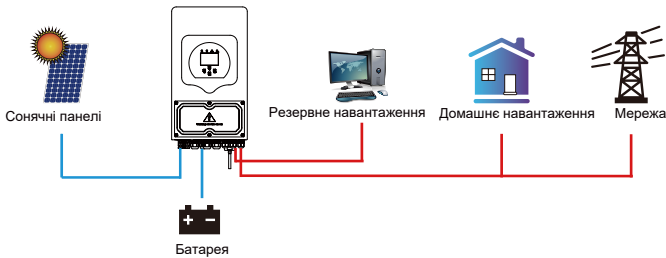 Сонячні панелі
Резервне навантаження
Домашнє навантаження
Мережа
Батарея